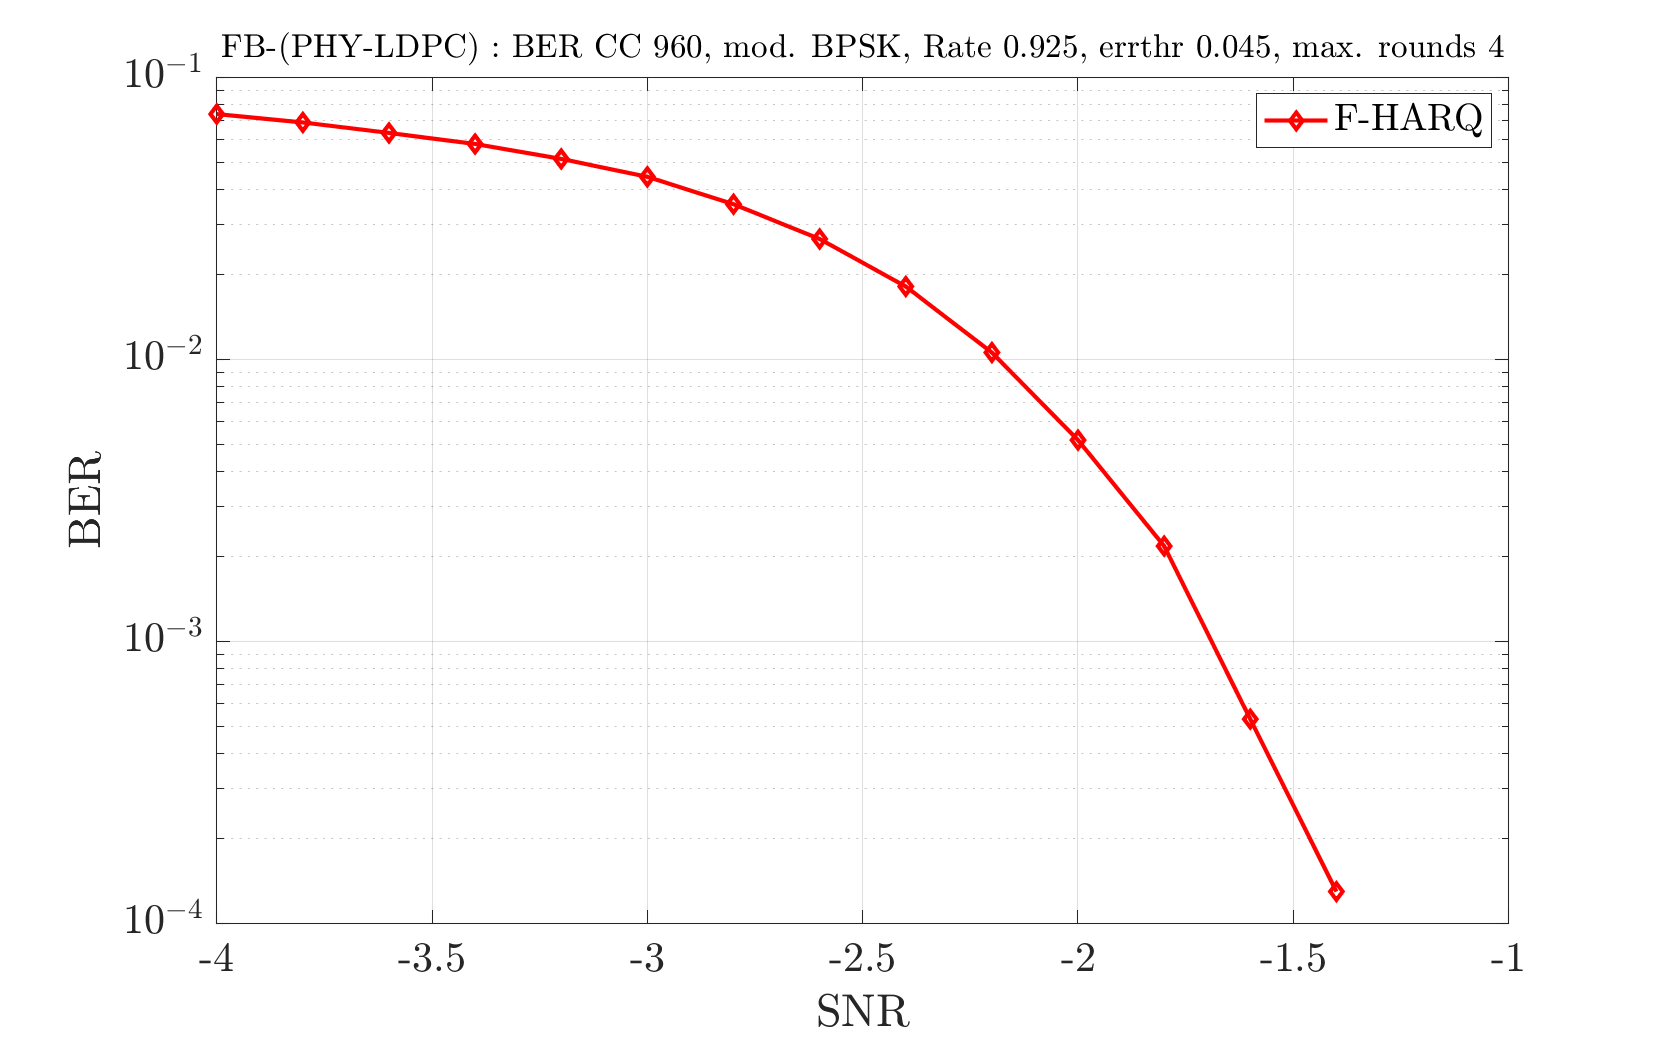 FB-(PHY-LDPC) : BER CC 960, mod. BPSK, Rate 0.925, errthr 0.045, max. rounds 4
F-HARQ
10⁻¹
10⁻²
10⁻³
10⁻⁴
BER
-4 -3.5 -3 -2.5 -2 -1.5 -1
SNR